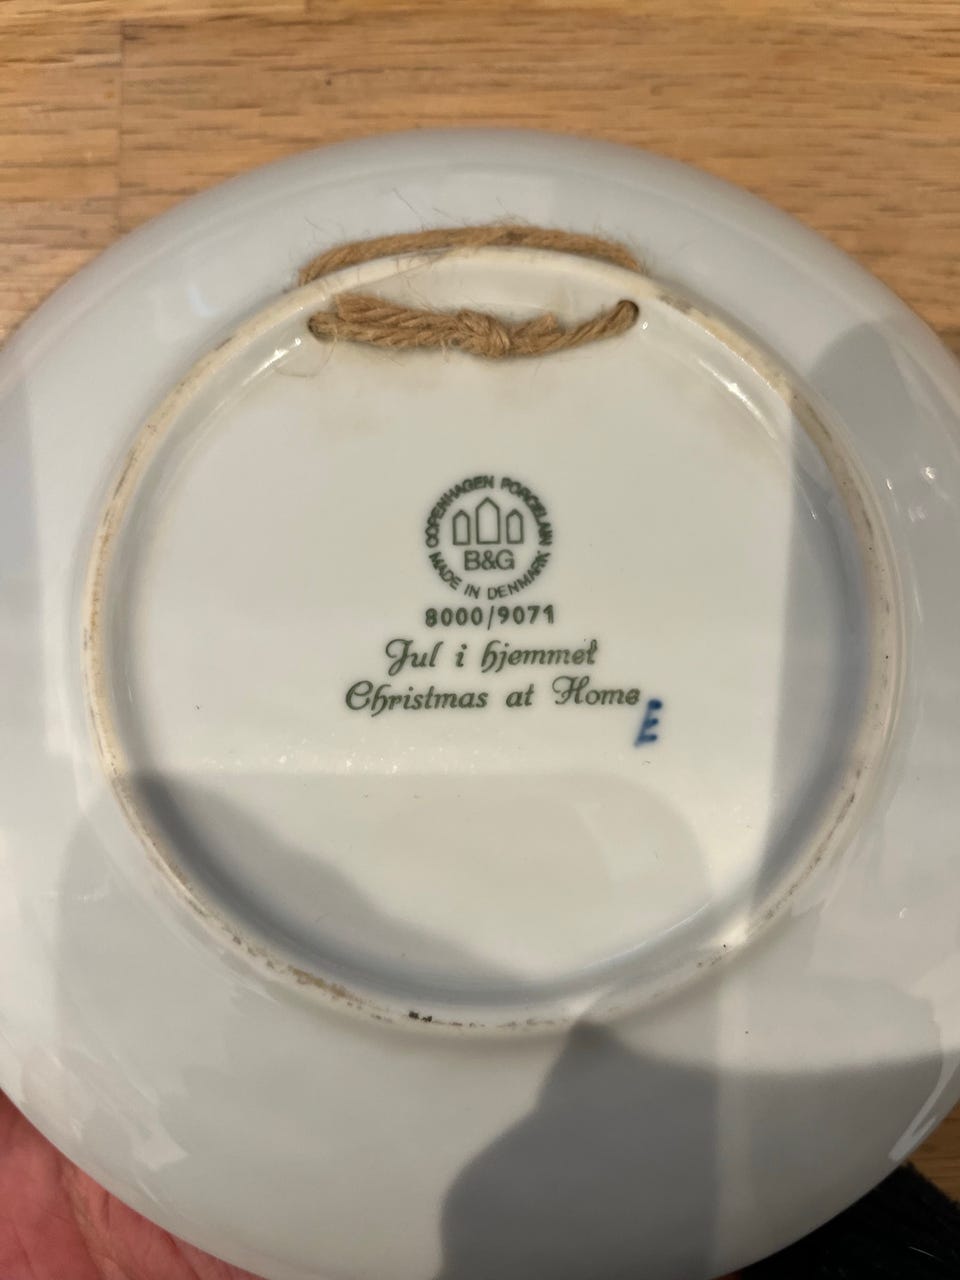 COPENHAGEN PORCELAIN
B&G
MADE IN DENMARK
8000/9071
Jul i hjemmet
Christmas at Home
E